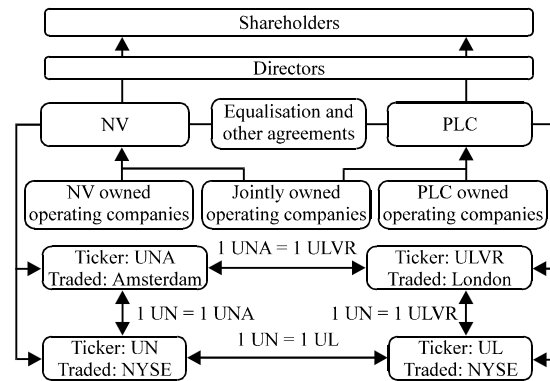 Shareholders
Directors
NV
Equalisation and
other agreements
PLC
NV owned
operating companies
Jointly owned
operating companies
PLC owned
operating companies
Ticker: UNA
Traded: Amsterdam
1 UNA = 1 ULVR
Ticker: ULVR
Traded: London
1 UN = 1 UNA
1 UN = 1 ULVR
Ticker: UN
Traded: NYSE
1 UN = 1 UL
Ticker: UL
Traded: NYSE